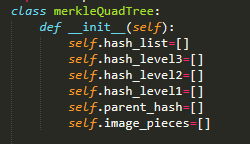 class merkleQuadTree:
    def __init__(self):
        self.hash_list=[]
        self.hash_level3=[]
        self.hash_level2=[]
        self.hash_level1=[]
        self.parent_hash=[]
        self.image_pieces=[]